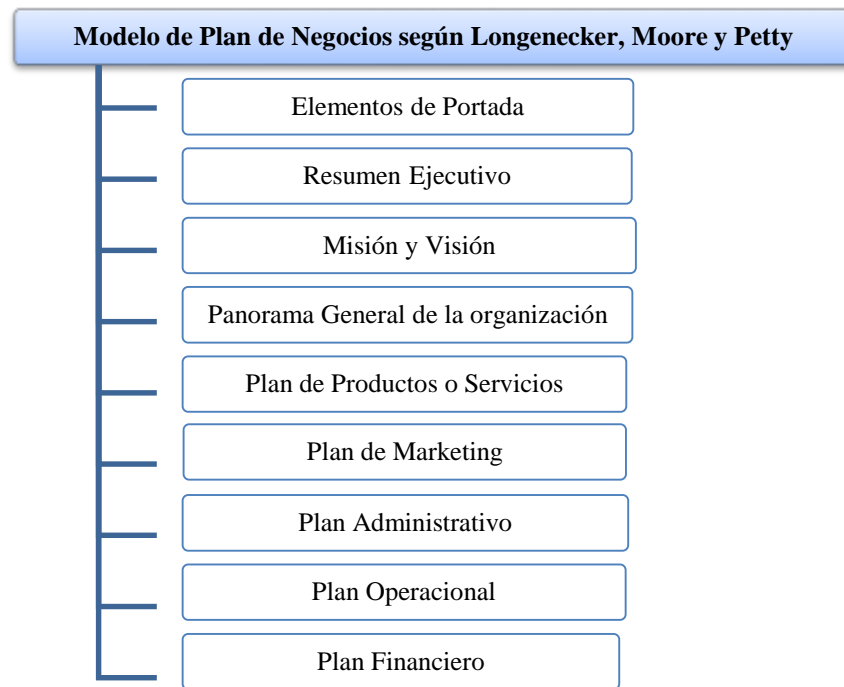 Modelo de Plan de Negocios según Longenecker, Moore y Petty
Elementos de Portada
Resumen Ejecutivo
Misión y Visión
Panorama General de la organización
Plan de Productos o Servicios
Plan de Marketing
Plan Administrativo
Plan Operacional
Plan Financiero